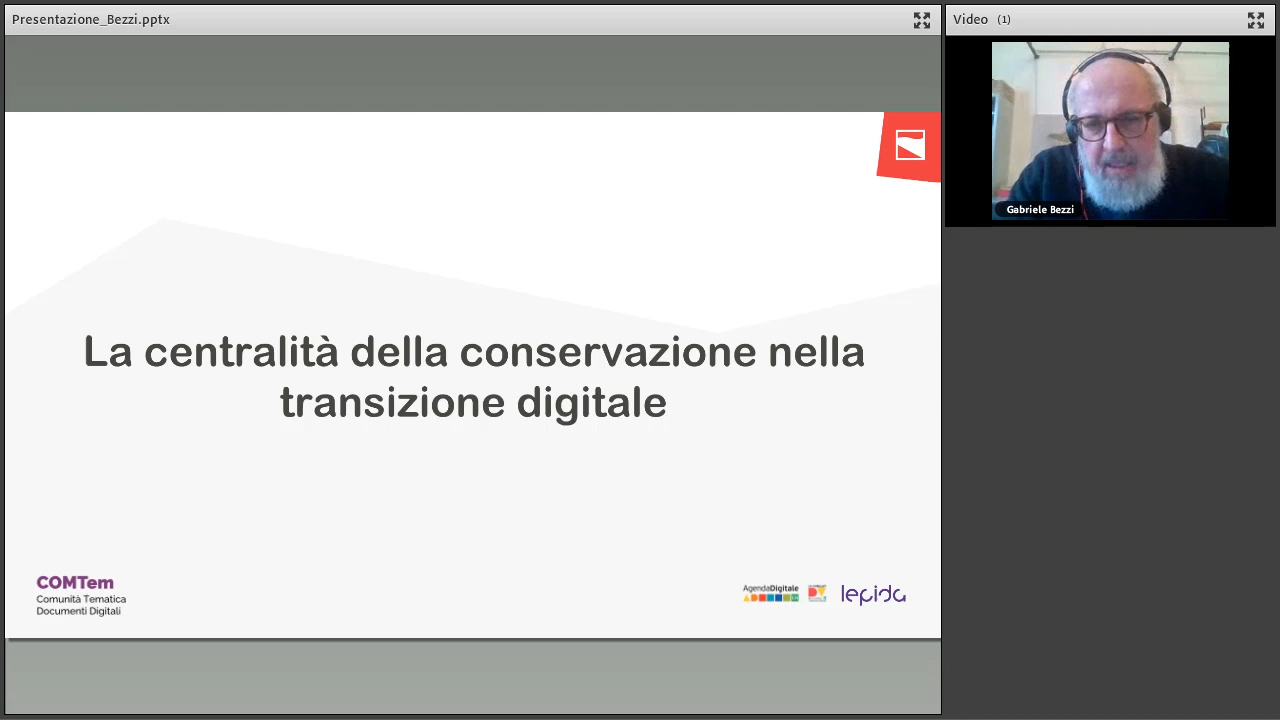 Presentazione_Bezzi.pptx
Video (1)
Gabriele Bezzi
La centralità della conservazione nella
transizione digitale
COMTem
Comunità Tematica
Documenti Digitali
AgendaDigitale
lepida